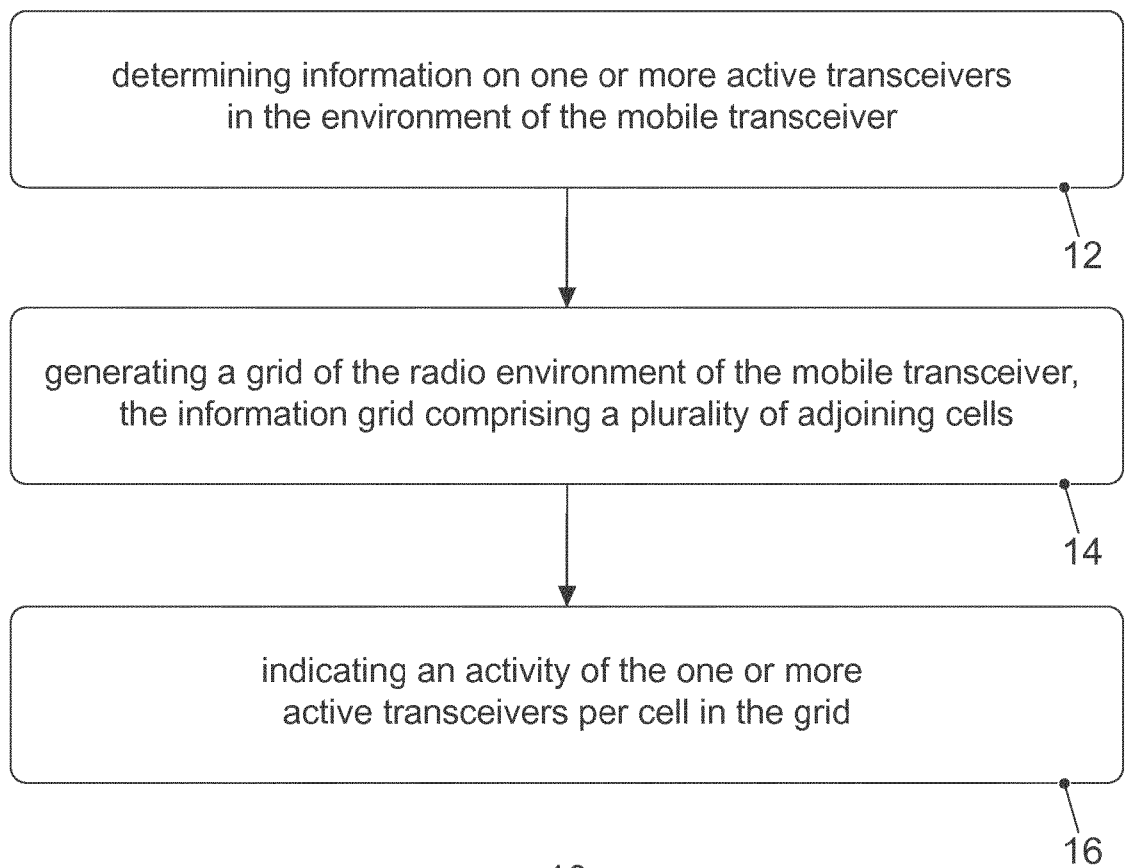 determining information on one or more active transceivers
in the environment of the mobile transceiver
12
generating a grid of the radio environment of the mobile transceiver,
the information grid comprising a plurality of adjoining cells
14
indicating an activity of the one or more
active transceivers per cell in the grid
16